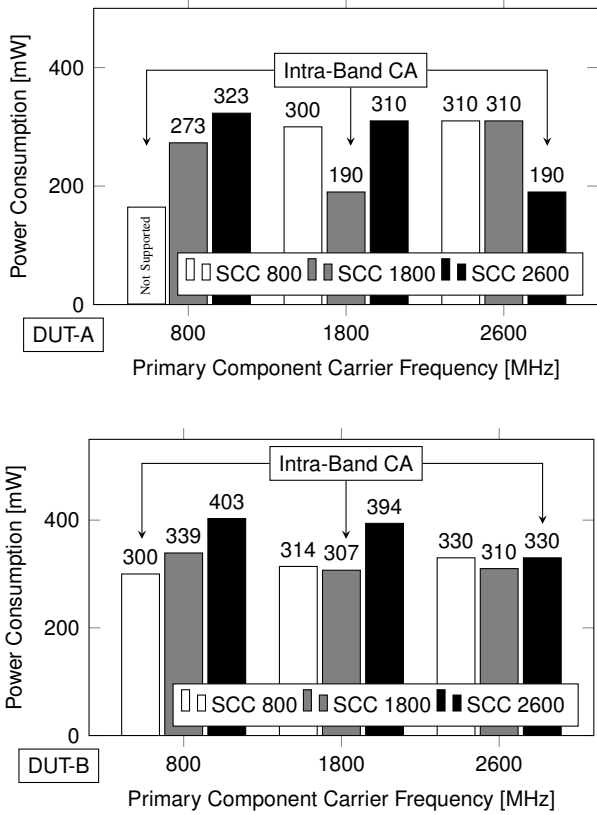 Power Consumption [mW]
400
200
0
Intra-Band CA
273
323
300
190
310
310
310
190
Not Supported
SCC 800 SCC 1800 SCC 2600
DUT-A
800 1800 2600
Primary Component Carrier Frequency [MHz]
Power Consumption [mW]
400
200
0
Intra-Band CA
300
339
403
314
307
394
330
310
330
SCC 800 SCC 1800 SCC 2600
DUT-B
800 1800 2600
Primary Component Carrier Frequency [MHz]